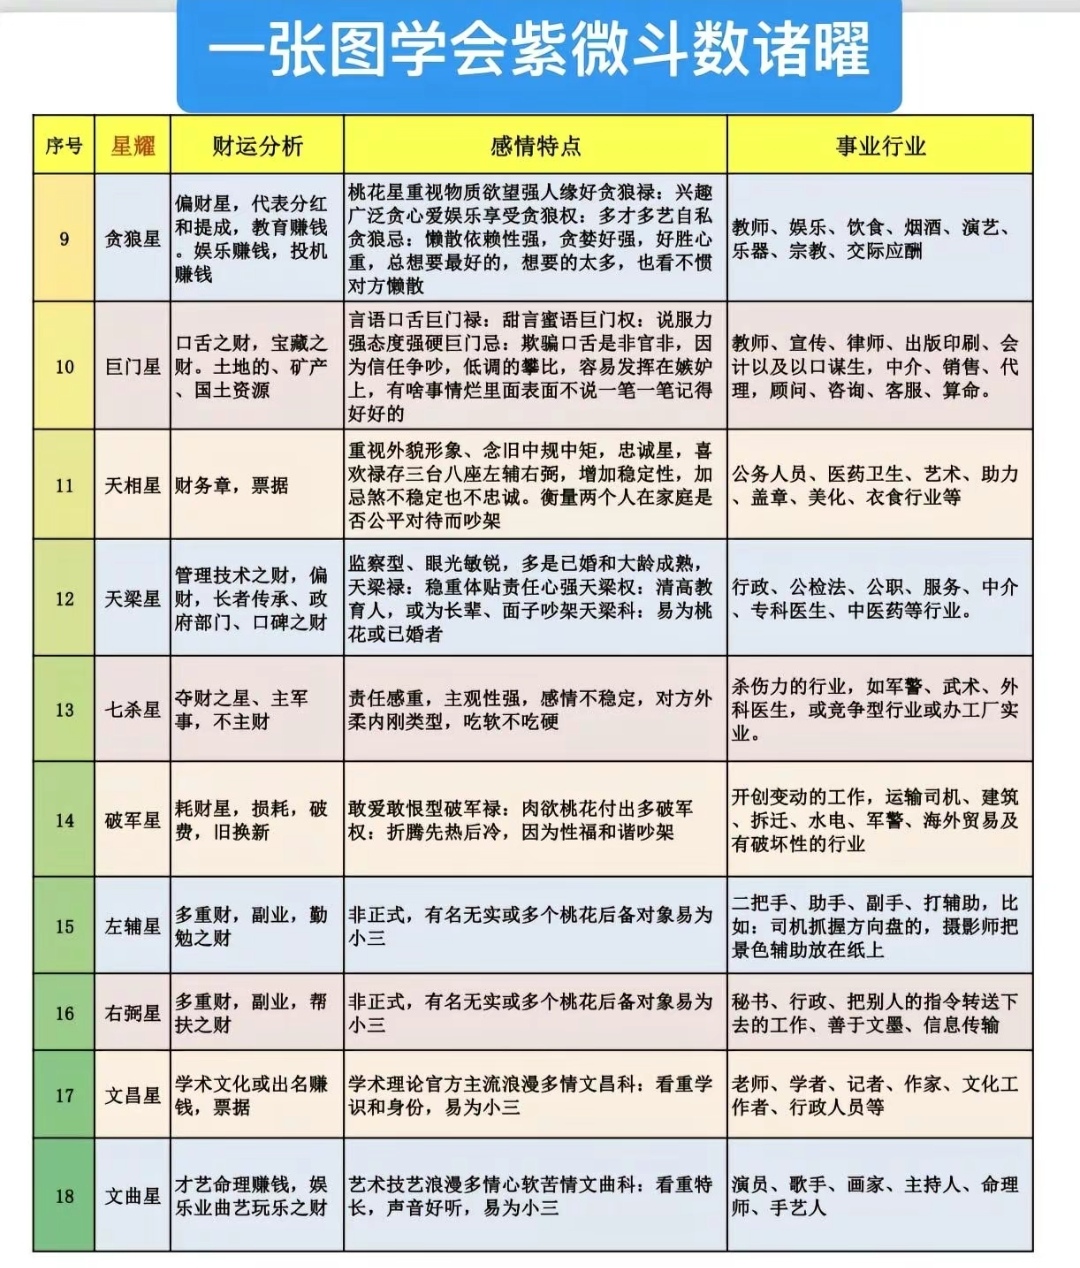 一张图学会紫微斗数诸曜
序号 星耀 财运分析 感情特点 事业行业
9
贪狼星
偏财星，代表分红
和提成，教育赚钱
。娱乐赚钱，投机
赚钱
桃花星重视物质欲望强人缘好贪狼禄：兴趣
广泛贪心爱娱乐享受贪狼权：多才多艺自私
贪狼忌：懒散依赖性强，贪婪好强，好胜心
重，总想要最好的，想要的太多，也看不惯
对方懒散
教师、娱乐、饮食、烟酒、演艺、
乐器、宗教、交际应酬
10
巨门星
口舌之财，宝藏之
财。土地的、矿产
、国土资源
言语口舌巨门禄：甜言蜜语巨门权：说服力
强态度强硬巨门忌：欺骗口舌是非官非，因
为信任争吵，低调的攀比，容易发挥在嫉妒
上，有啥事情烂里面表面不说一笔一笔记得
好好的
教师、宣传、律师、出版印刷、会
计以及以口谋生，中介、销售、代
理，顾问、咨询、客服、算命。
11
天相星
财务章，票据
重视外貌形象、念旧中规中矩，忠诚星，喜
欢禄存三台八座左辅右弼，增加稳定性，加
忌煞不稳定也不忠诚。衡量两个人在家庭是
否公平对待而吵架
公务人员、医药卫生、艺术、助力
、盖章、美化、衣食行业等
12
天梁星
管理技术之财，偏
财，长者传承、政
府部门、口碑之财
监察型、眼光敏锐，多是已婚和大龄成熟，
天梁禄：稳重体贴责任心强天梁权：清高教
育人，或为长辈、面子吵架天梁科：易为桃
花或已婚者
行政、公检法、公职、服务、中介
、专科医生、中医药等行业。
13
七杀星
夺财之星、主军
事，不主财
责任感重，主观性强，感情不稳定，对方外
柔内刚类型，吃软不吃硬
杀伤力的行业，如军警、武术、外
科医生，或竞争型行业或办工厂实
业。
14
破军星
耗财星，损耗，破
费，旧换新
敢爱敢恨型破军禄：肉欲桃花付出多破军
权：折腾先热后冷，因为性福和谐吵架
开创变动的工作，运输司机、建筑
、拆迁、水电、军警、海外贸易及
有破坏性的行业
15
左辅星
多重财，副业，勤
勉之财
非正式，有名无实或多个桃花后备对象易为
小三
二把手、助手、副手、打辅助，比
如：司机抓握方向盘的，摄影师把
景色辅助放在纸上
16
右弼星
多重财，副业，帮
扶之财
非正式，有名无实或多个桃花后备对象易为
小三
秘书、行政、把别人的指令转送下
去的工作、善于文墨、信息传输
17
文昌星
学术文化或出名赚
钱，票据
学术理论官方主流浪漫多情文昌科：看重学
识和身份，易为小三
老师、学者、记者、作家、文化工
作者、行政人员等
18
文曲星
才艺命理赚钱，娱
乐业曲艺玩乐之财
艺术技艺浪漫多情心软苦情文曲科：看重特
长，声音好听，易为小三
演员、歌手、画家、主持人、命理
师、手艺人